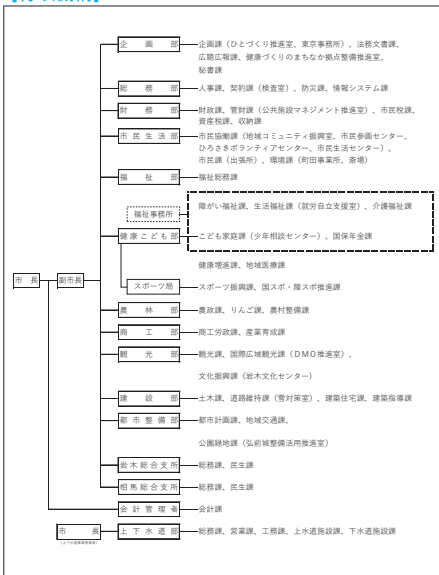 企画部 企画課（ひとづくり推進室、東京事務所）、法務文書課、
広聴広報課、健康づくりのまちなか拠点整備推進室、
秘書課
総務部 人事課、契約課（検査室）、防災課、情報システム課
財務部 財政課、管財課（公共施設マネジメント推進室）、市民税課、
資産税課、収納課
市民生活部 市民協働課（地域コミュニティ振興室、市民参画センター、
ひろさきボランティアセンター、市民生活センター）、
市民課（出張所）、環境課（町田事業所、斎場）
福祉部 福祉総務課
障がい福祉課、生活福祉課（就労自立支援室）、介護福祉課
福祉事務所
健康こども部 こども家庭課（少年相談センター）、国保年金課
健康増進課、地域医療課
市長 副市長 スポーツ局 スポーツ振興課、国スポ・障スポ推進課
農林部 農政課、りんご課、農村整備課
商工部 商工労政課、産業育成課
観光部 観光課、国際広域観光課（ＤＭＯ推進室）、
文化振興課（岩木文化センター）
建設部 土木課、道路維持課（雪対策室）、建築住宅課、建築指導課
都市整備部 都市計画課、地域交通課、
公園緑地課（弘前城整備活用推進室）
岩木総合支所 総務課、民生課
相馬総合支所 総務課、民生課
会計管理者 会計課
市長 上下水道部 総務課、営業課、工務課、上水道施設課、下水道施設課